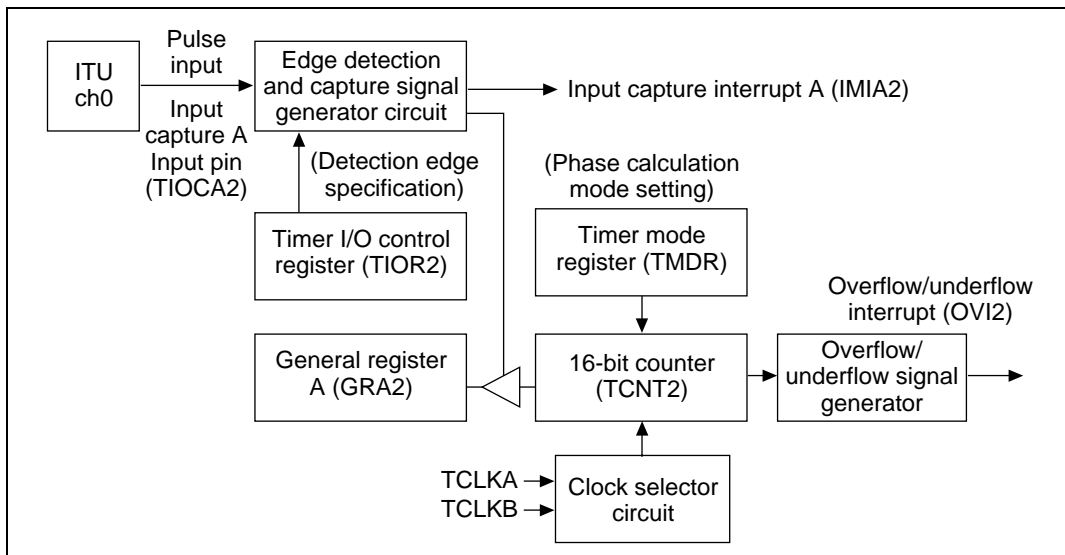 ITU
ch0
Pulse
input
Input
capture A
Input pin
(TIOCA2)
Edge detection
and capture signal
generator circuit
Input capture interrupt A (IMIA2)
(Detection edge
specification)
(Phase calculation
mode setting)
Timer I/O control
register (TIOR2)
Timer mode
register (TMDR)
Overflow/underflow
interrupt (OVI2)
General register
A (GRA2)
16-bit counter
(TCNT2)
Overflow/
underflow signal
generator
TCLKA
TCLKB
Clock selector
circuit